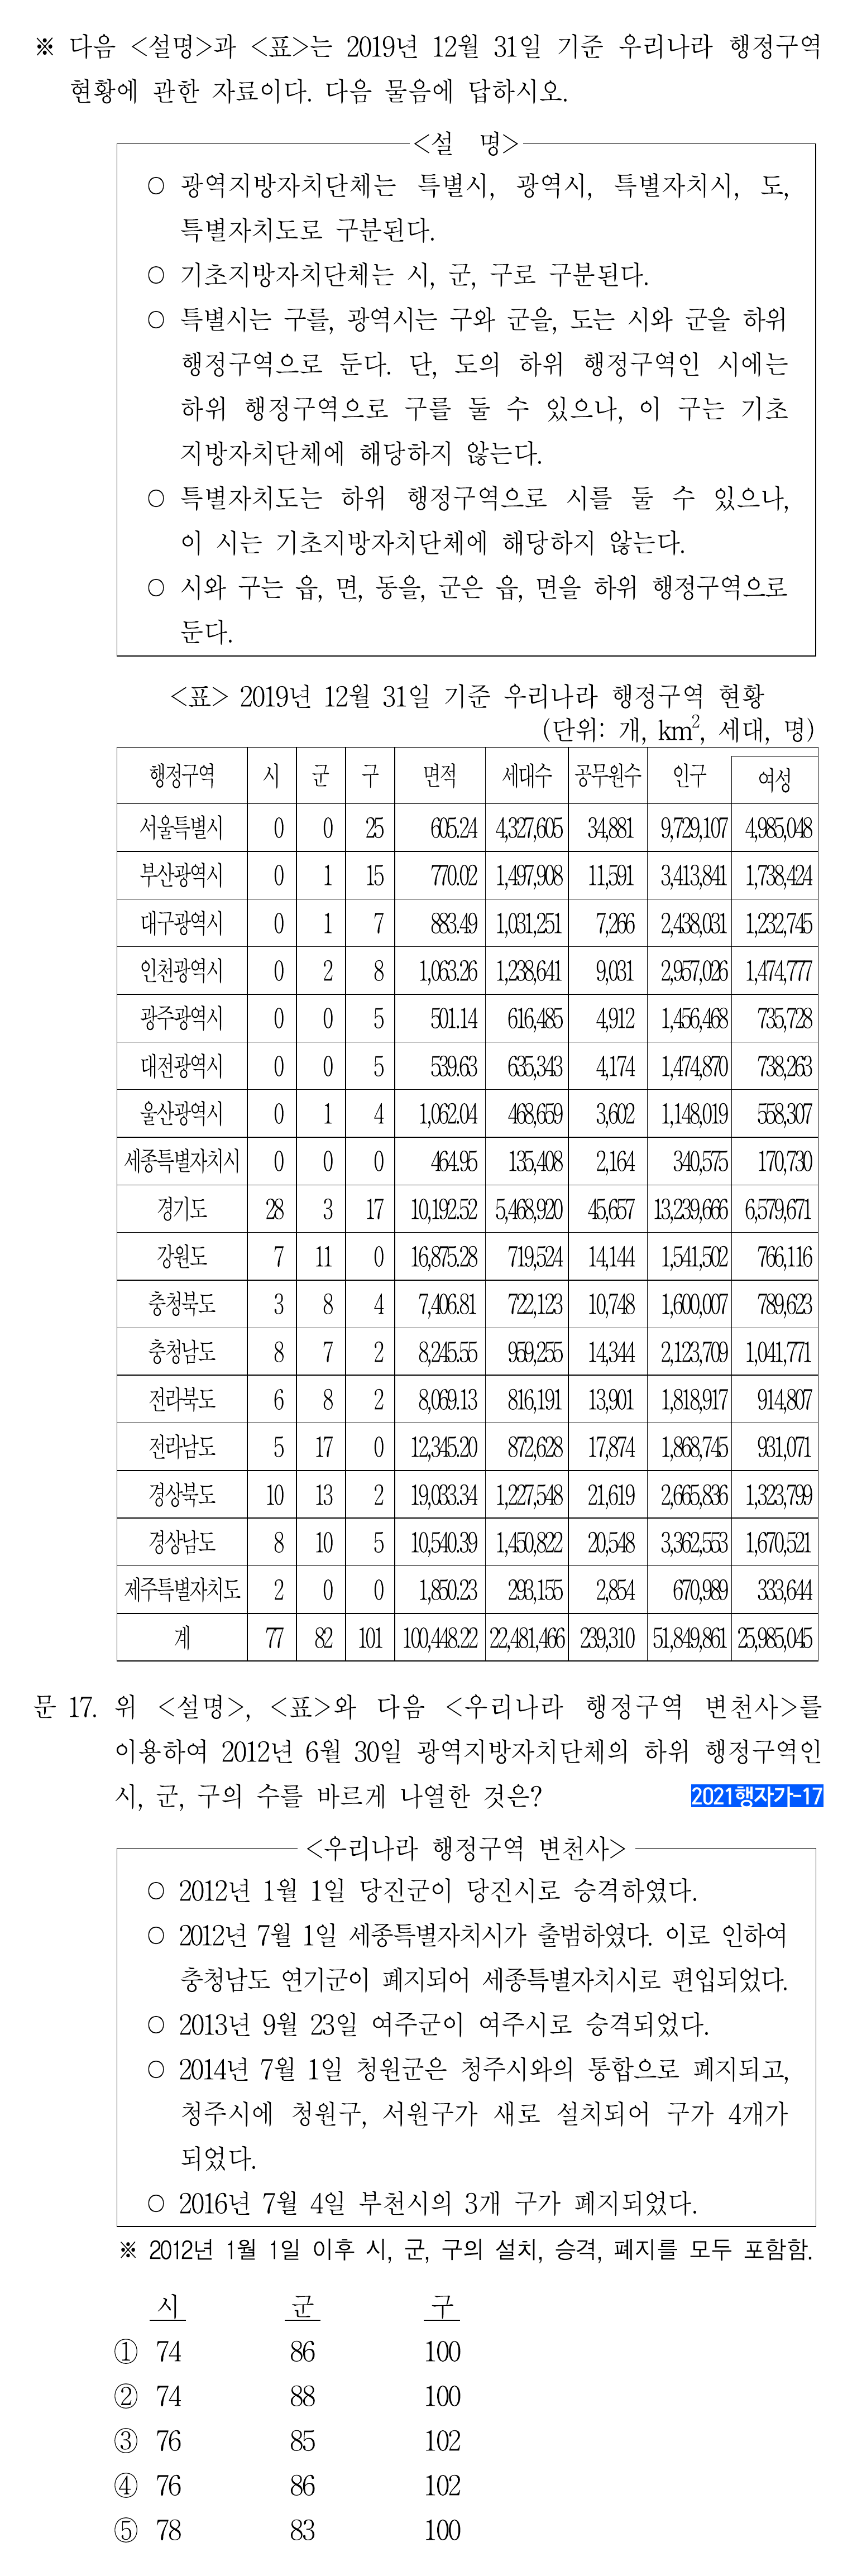 ※ 다음 <설명>과 <표>는 2019년 12월 31일 기준 우리나라 행정구역
현황에 관한 자료이다. 다음 물음에 답하시오.
<설 명>
○ 광역지방자치단체는 특별시, 광역시, 특별자치시, 도,
특별자치도로 구분된다.
○ 기초지방자치단체는 시, 군, 구로 구분된다.
○ 특별시는 구를, 광역시는 구와 군을, 도는 시와 군을 하위
행정구역으로 둔다. 단, 도의 하위 행정구역인 시에는
하위 행정구역으로 구를 둘 수 있으나, 이 구는 기초
지방자치단체에 해당하지 않는다.
○ 특별자치도는 하위 행정구역으로 시를 둘 수 있으나,
이 시는 기초지방자치단체에 해당하지 않는다.
○ 시와 구는 읍, 면, 동을, 군은 읍, 면을 하위 행정구역으로
둔다.
<표> 2019년 12월 31일 기준 우리나라 행정구역 현황
(단위: 개, km², 세대, 명)
행정구역 시 군 구 면적 세대수 공무원수 인구 여성
서울특별시 0 0 25 605.24 4,327,605 34,881 9,729,107 4,985,048
부산광역시 0 1 15 770.02 1,497,908 11,591 3,413,841 1,738,424
대구광역시 0 1 7 883.49 1,031,251 7,266 2,438,031 1,232,745
인천광역시 0 2 8 1,063.26 1,238,641 9,031 2,957,026 1,474,777
광주광역시 0 0 5 501.14 616,485 4,912 1,456,468 735,728
대전광역시 0 0 5 539.63 635,343 4,174 1,474,870 738,263
울산광역시 0 1 4 1,062.04 468,659 3,602 1,148,019 558,307
세종특별자치시 0 0 0 464.95 135,408 2,164 340,575 170,730
경기도 28 3 17 10,192.52 5,468,920 45,657 13,239,666 6,579,671
강원도 7 11 0 16,875.28 719,524 14,144 1,541,502 766,116
충청북도 3 8 4 7,406.81 722,123 10,748 1,600,007 789,623
충청남도 8 7 2 8,245.55 959,255 14,344 2,123,709 1,041,771
전라북도 6 8 2 8,069.13 816,191 13,901 1,818,917 914,807
전라남도 5 17 0 12,345.20 872,628 17,874 1,868,745 931,071
경상북도 10 13 2 19,033.34 1,227,548 21,619 2,665,836 1,323,799
경상남도 8 10 5 10,540.39 1,450,822 20,548 3,362,553 1,670,521
제주특별자치도 2 0 0 1,850.23 293,155 2,854 670,989 333,644
계 77 82 101 100,448.22 22,481,466 239,310 51,849,861 25,985,045
문 17. 위 <설명>, <표>와 다음 <우리나라 행정구역 변천사>를
이용하여 2012년 6월 30일 광역지방자치단체의 하위 행정구역인
시, 군, 구의 수를 바르게 나열한 것은? 2021행자가-17
<우리나라 행정구역 변천사>
○ 2012년 1월 1일 당진군이 당진시로 승격하였다.
○ 2012년 7월 1일 세종특별자치시가 출범하였다. 이로 인하여
충청남도 연기군이 폐지되어 세종특별자치시로 편입되었다.
○ 2013년 9월 23일 여주군이 여주시로 승격되었다.
○ 2014년 7월 1일 청원군은 청주시와의 통합으로 폐지되고,
청주시에 청원구, 서원구가 새로 설치되어 구가 4개가
되었다.
○ 2016년 7월 4일 부천시의 3개 구가 폐지되었다.
※ 2012년 1월 1일 이후 시, 군, 구의 설치, 승격, 폐지를 모두 포함함.
시 군 구
① 74 86 100
② 74 88 100
③ 76 85 102
④ 76 86 102
⑤ 78 83 100